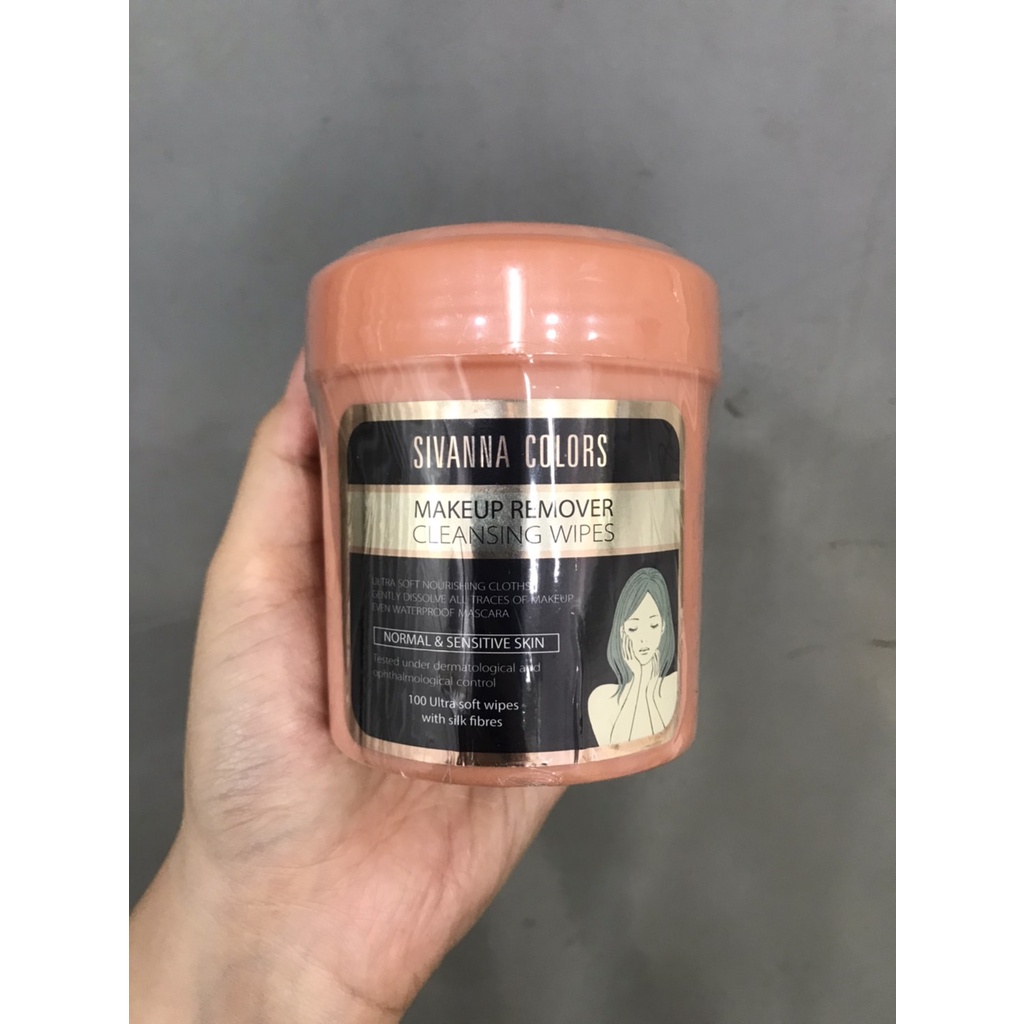 SIVANNA COLORS
MAKEUP REMOVER
CLEANSING WIPES
ULTRA SOFT NOURISHING CLOTHS
GENTLY DISSOLVE ALL TRACES OF MAKEUP
EVEN WATERPROOF MASCARA
NORMAL & SENSITIVE SKIN
Tested under dermatological and
ophthalmological control
100 Ultra soft wipes
with silk fibres